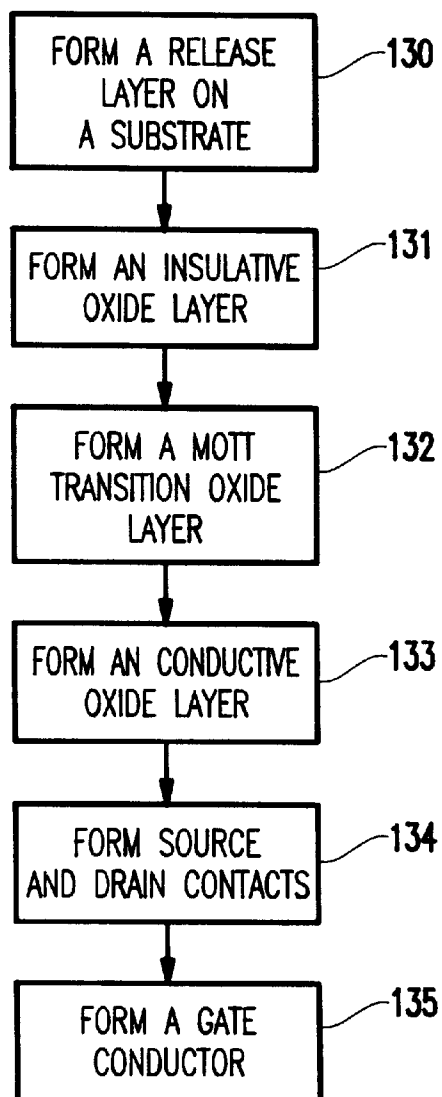 FORM A RELEASE
LAYER ON
A SUBSTRATE
130
FORM AN INSULATIVE
OXIDE LAYER
131
FORM A MOTT
TRANSITION OXIDE
LAYER
132
FORM AN CONDUCTIVE
OXIDE LAYER
133
FORM SOURCE
AND DRAIN CONTACTS
134
FORM A GATE
CONDUCTOR
135